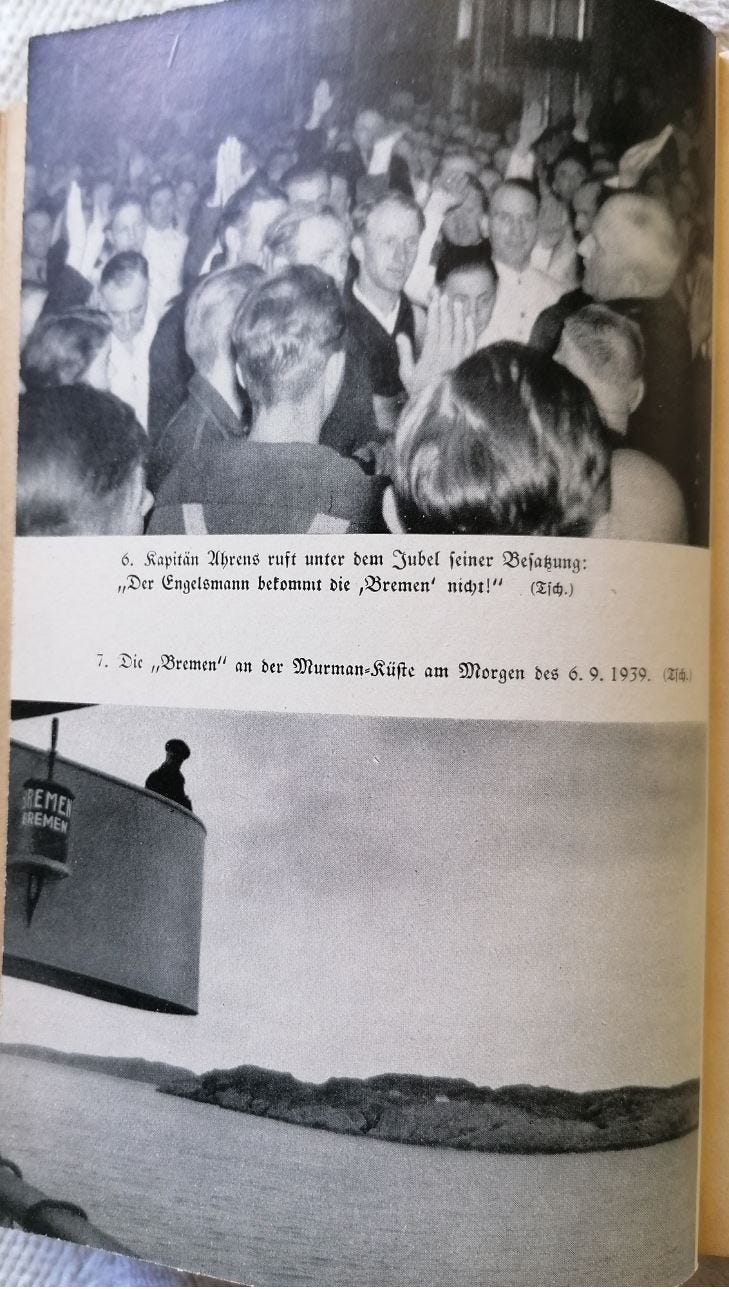 6. Kapitän Ahrens ruft unter dem Jubel seiner Besatzung:
„Der Engelsmann bekommt die ‚Bremen‘ nicht!“ (Tsch.)
7. Die „Bremen“ an der Murman-Küste am Morgen des 6. 9. 1939. (Tsch.)
BREMEN
BREMEN